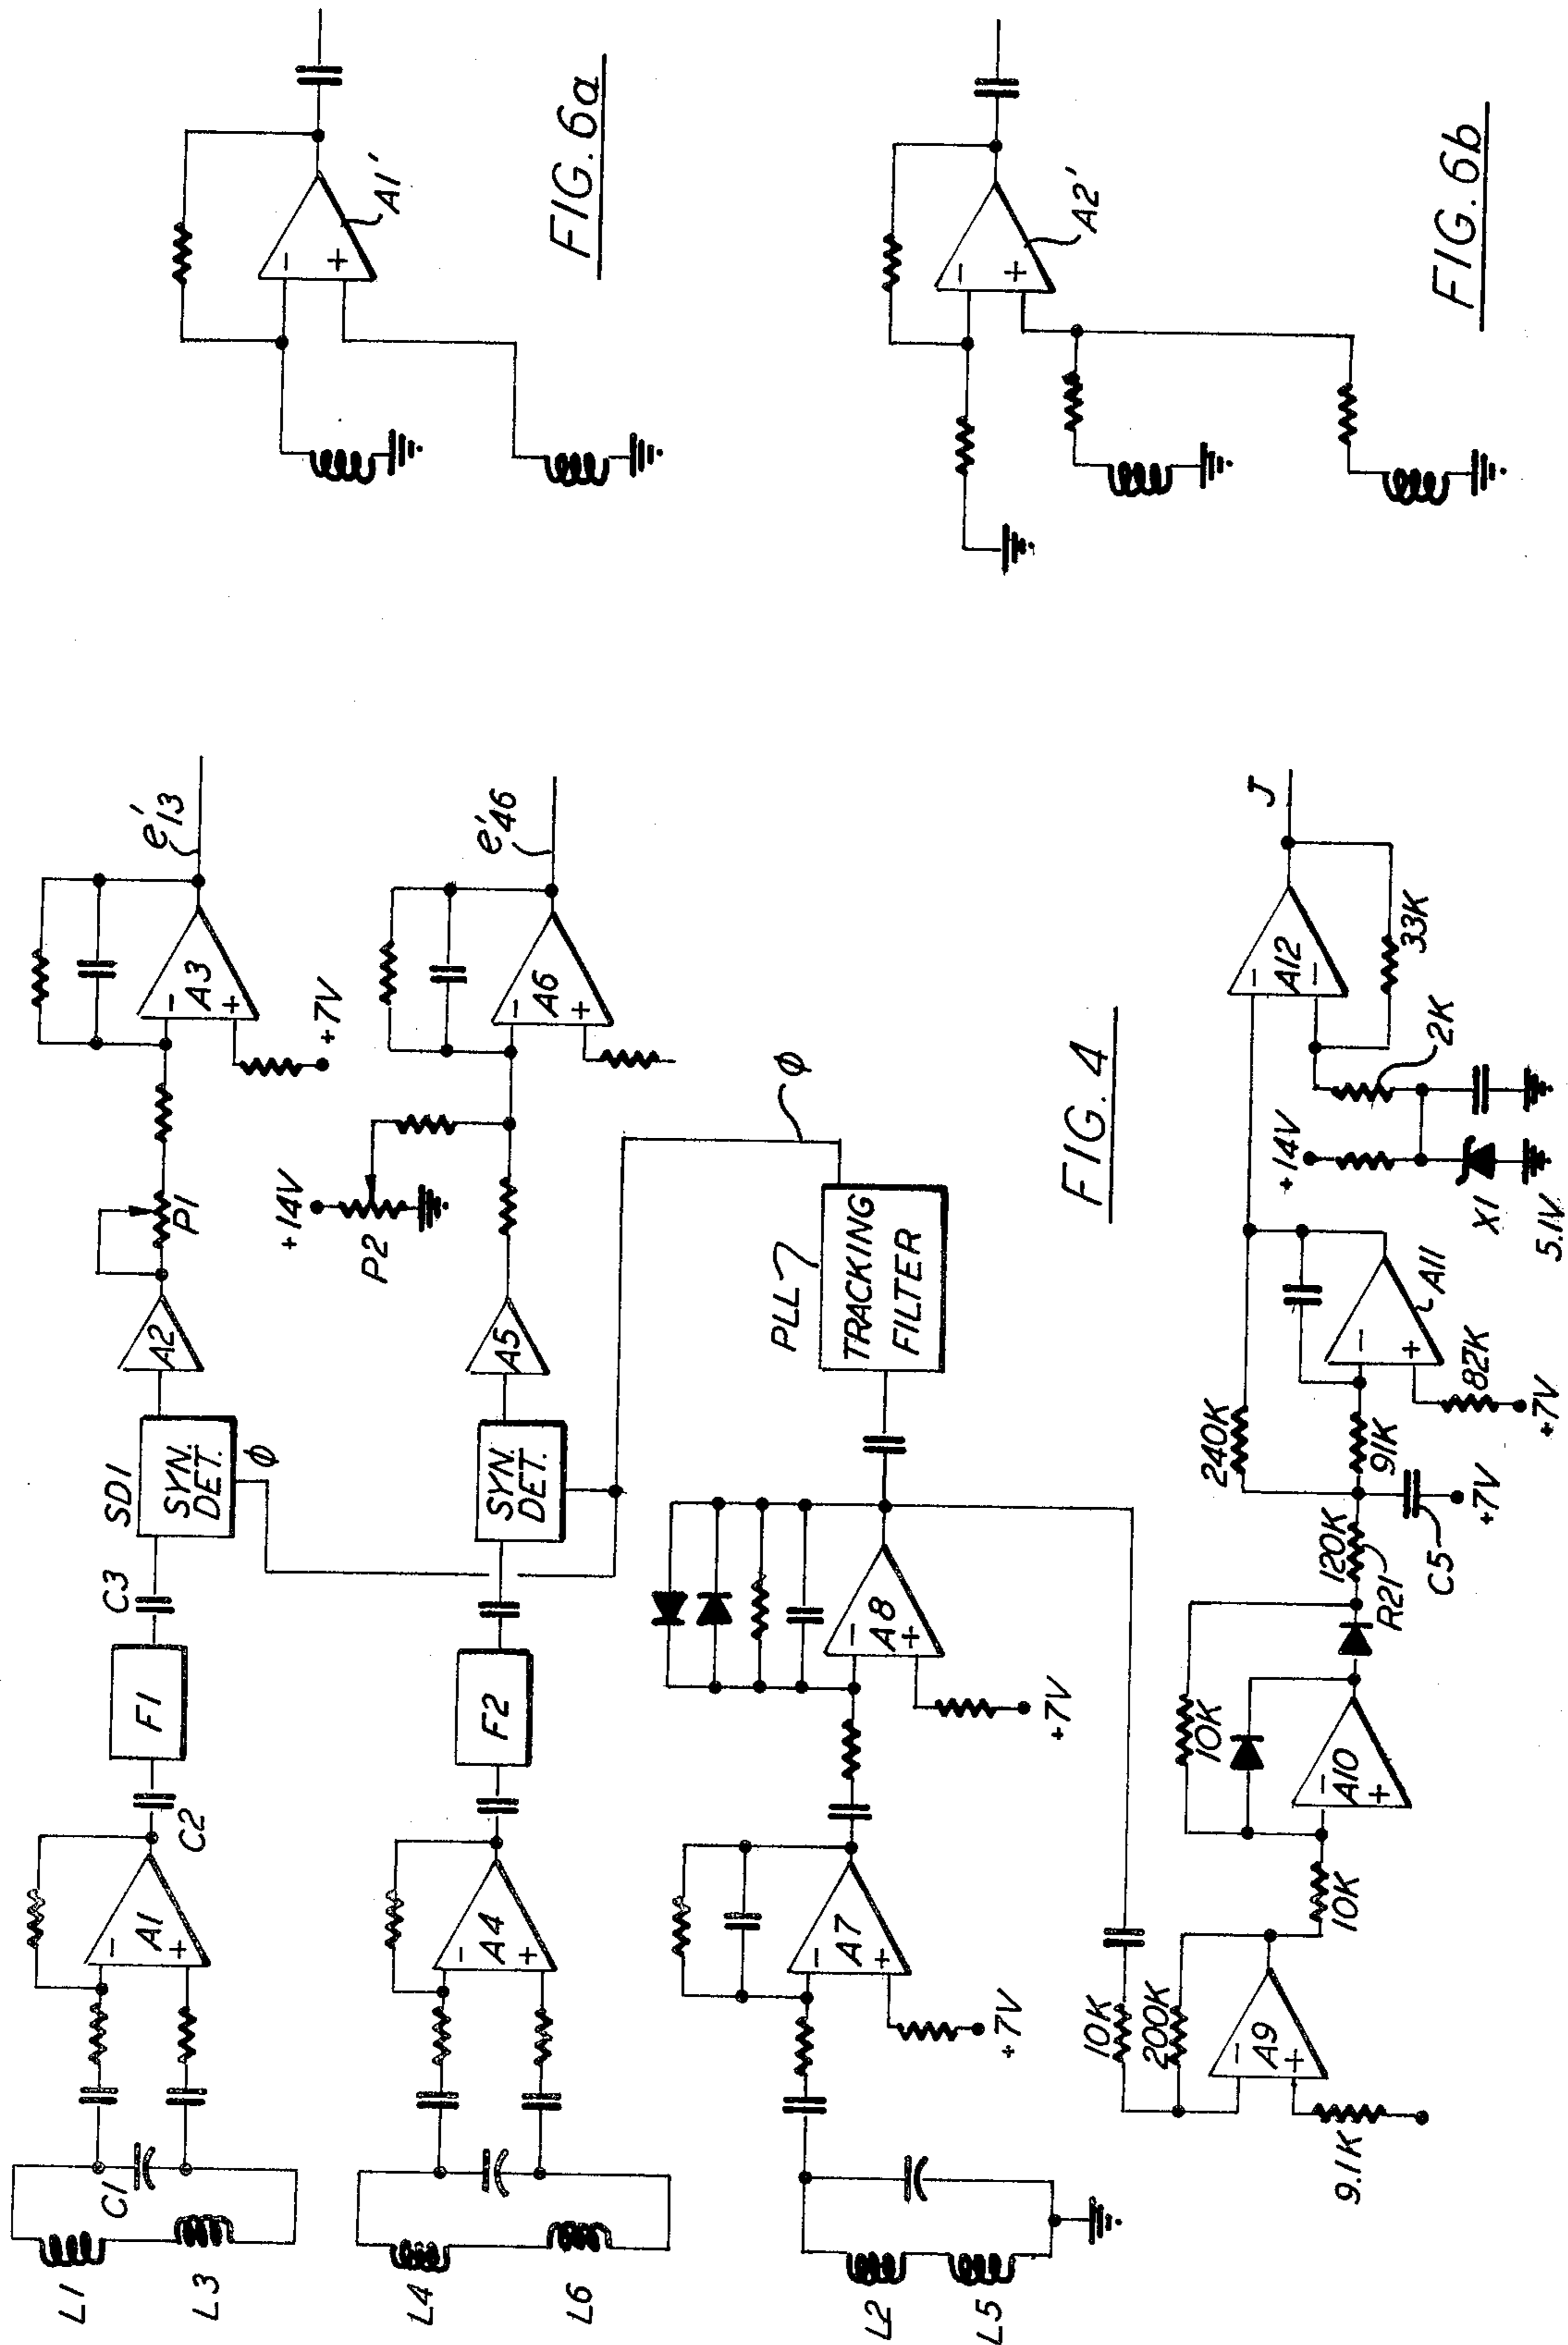 L1
L3
C1
A1
-
+
C2
F1
C3
SD1
SYN.
DET.
φ
A2
P1
A3
-
+
+7V
e'13
L4
L6
A4
-
+
F2
SYN.
DET.
A5
P2
+14V
A6
-
+
e'46
φ
L2
L5
A7
-
+
+7V
A8
-
+
+7V
PLL
TRACKING
FILTER
10K
200K
A9
-
+
9.1K
10K
10K
A10
-
+
R21
120K
C5
+7V
240K
91K
A11
-
+
82K
+7V
X1
5.1V
+14V
2K
A12
-
-
33K
J
FIG. 4
A1'
-
+
FIG. 6a
A2'
-
+
FIG. 6b